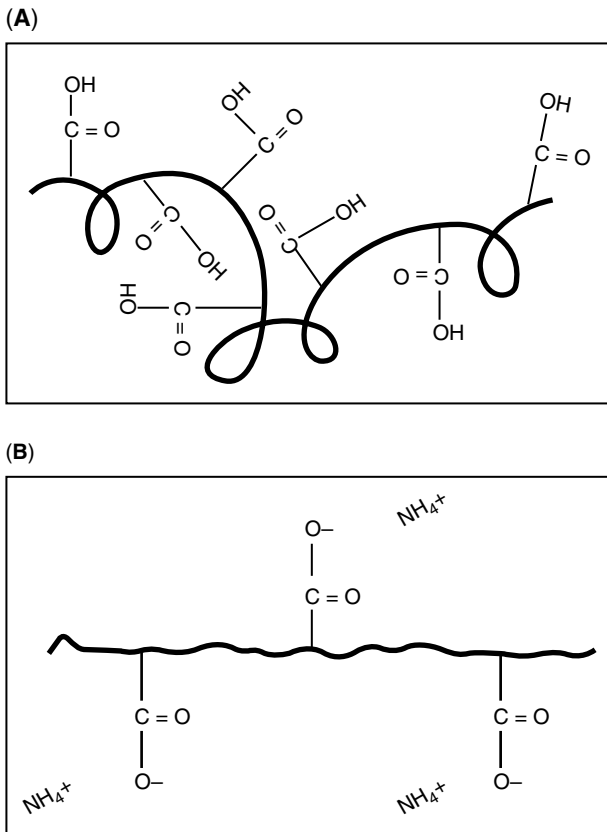 (A)
OH
C = O
OH
C = O
C = O
OH
O = C
OH
HO
C = O
O = C
OH
OH
C = O
(B)
NH₄⁺
O–
C = O
C = O
C = O
O–
O–
NH₄⁺
NH₄⁺